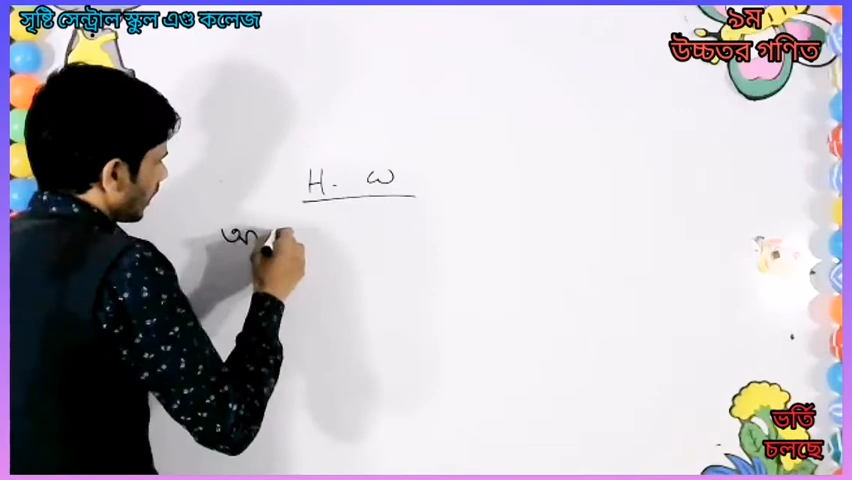 সৃষ্টি সেন্ট্রাল স্কুল এণ্ড কলেজ
৯ম
উচ্চতর গণিত
H. W
অ
ভর্তি
চলছে